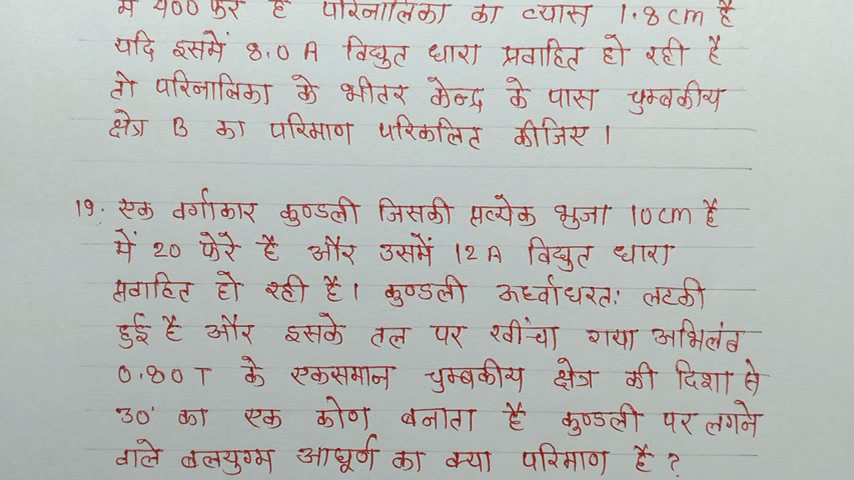 में 400 फेरे हैं परिनालिका का व्यास 1.8 cm है
यदि इसमें 8.0 A विद्युत धारा प्रवाहित हो रही है
तो परिनालिका के भीतर केन्द्र के पास चुम्बकीय
क्षेत्र B का परिमाण परिकलित कीजिए ।
19. एक वर्गाकार कुण्डली जिसकी प्रत्येक भुजा 10 cm है
में 20 फेरे है और उसमें 12 A विद्युत धारा
प्रवाहित हो रही है। कुण्डली ऊर्ध्वाधरतः लटकी
हुई है और इसके तल पर खींचा गया अभिलंब
0.80 T के एकसमान चुम्बकीय क्षेत्र की दिशा से
30° का एक कोण बनाता है कुण्डली पर लगने
वाले बलयुग्म आघूर्ण का क्या परिमाण है ?